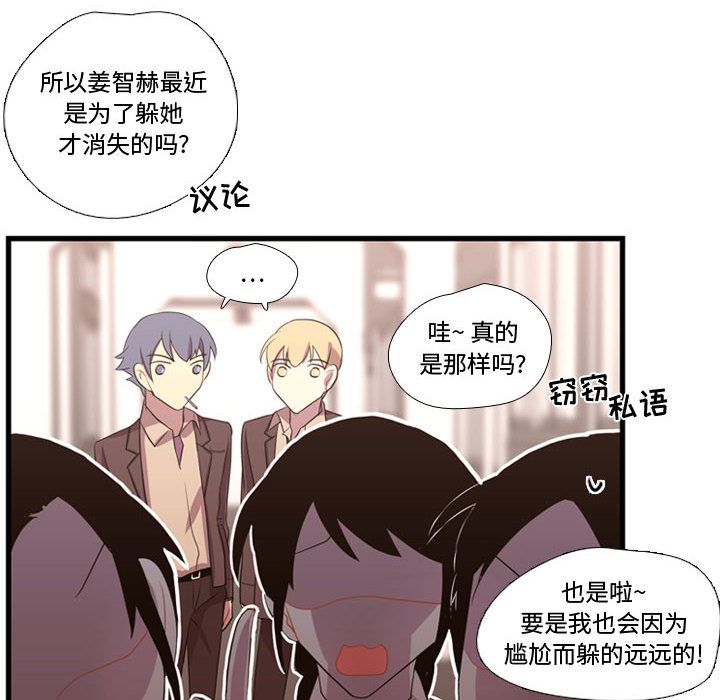 所以姜智赫最近
是为了躲她
才消失的吗?
议论
...
哇~ 真的
是那样吗?
窃窃
私语
也是啦~
要是我也会因为
尴尬而躲的远远的!